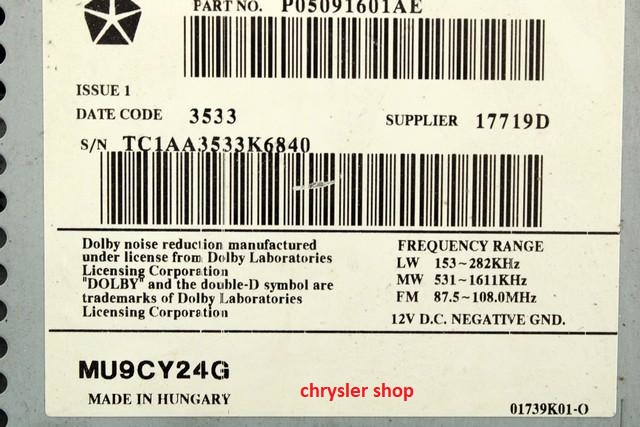 PART NO. P05091601AE
ISSUE 1
DATE CODE 3533
SUPPLIER 17719D
S/N TC1AA3533K6840
Dolby noise reduction manufactured
under license from Dolby Laboratories
Licensing Corporation
"DOLBY" and the double-D symbol are
trademarks of Dolby Laboratories
Licensing Corporation
FREQUENCY RANGE
LW 153~282KHz
MW 531~1611KHz
FM 87.5~108.0MHz
12V D.C. NEGATIVE GND.
MU9CY24G
MADE IN HUNGARY
chrysler shop
01739K01-O